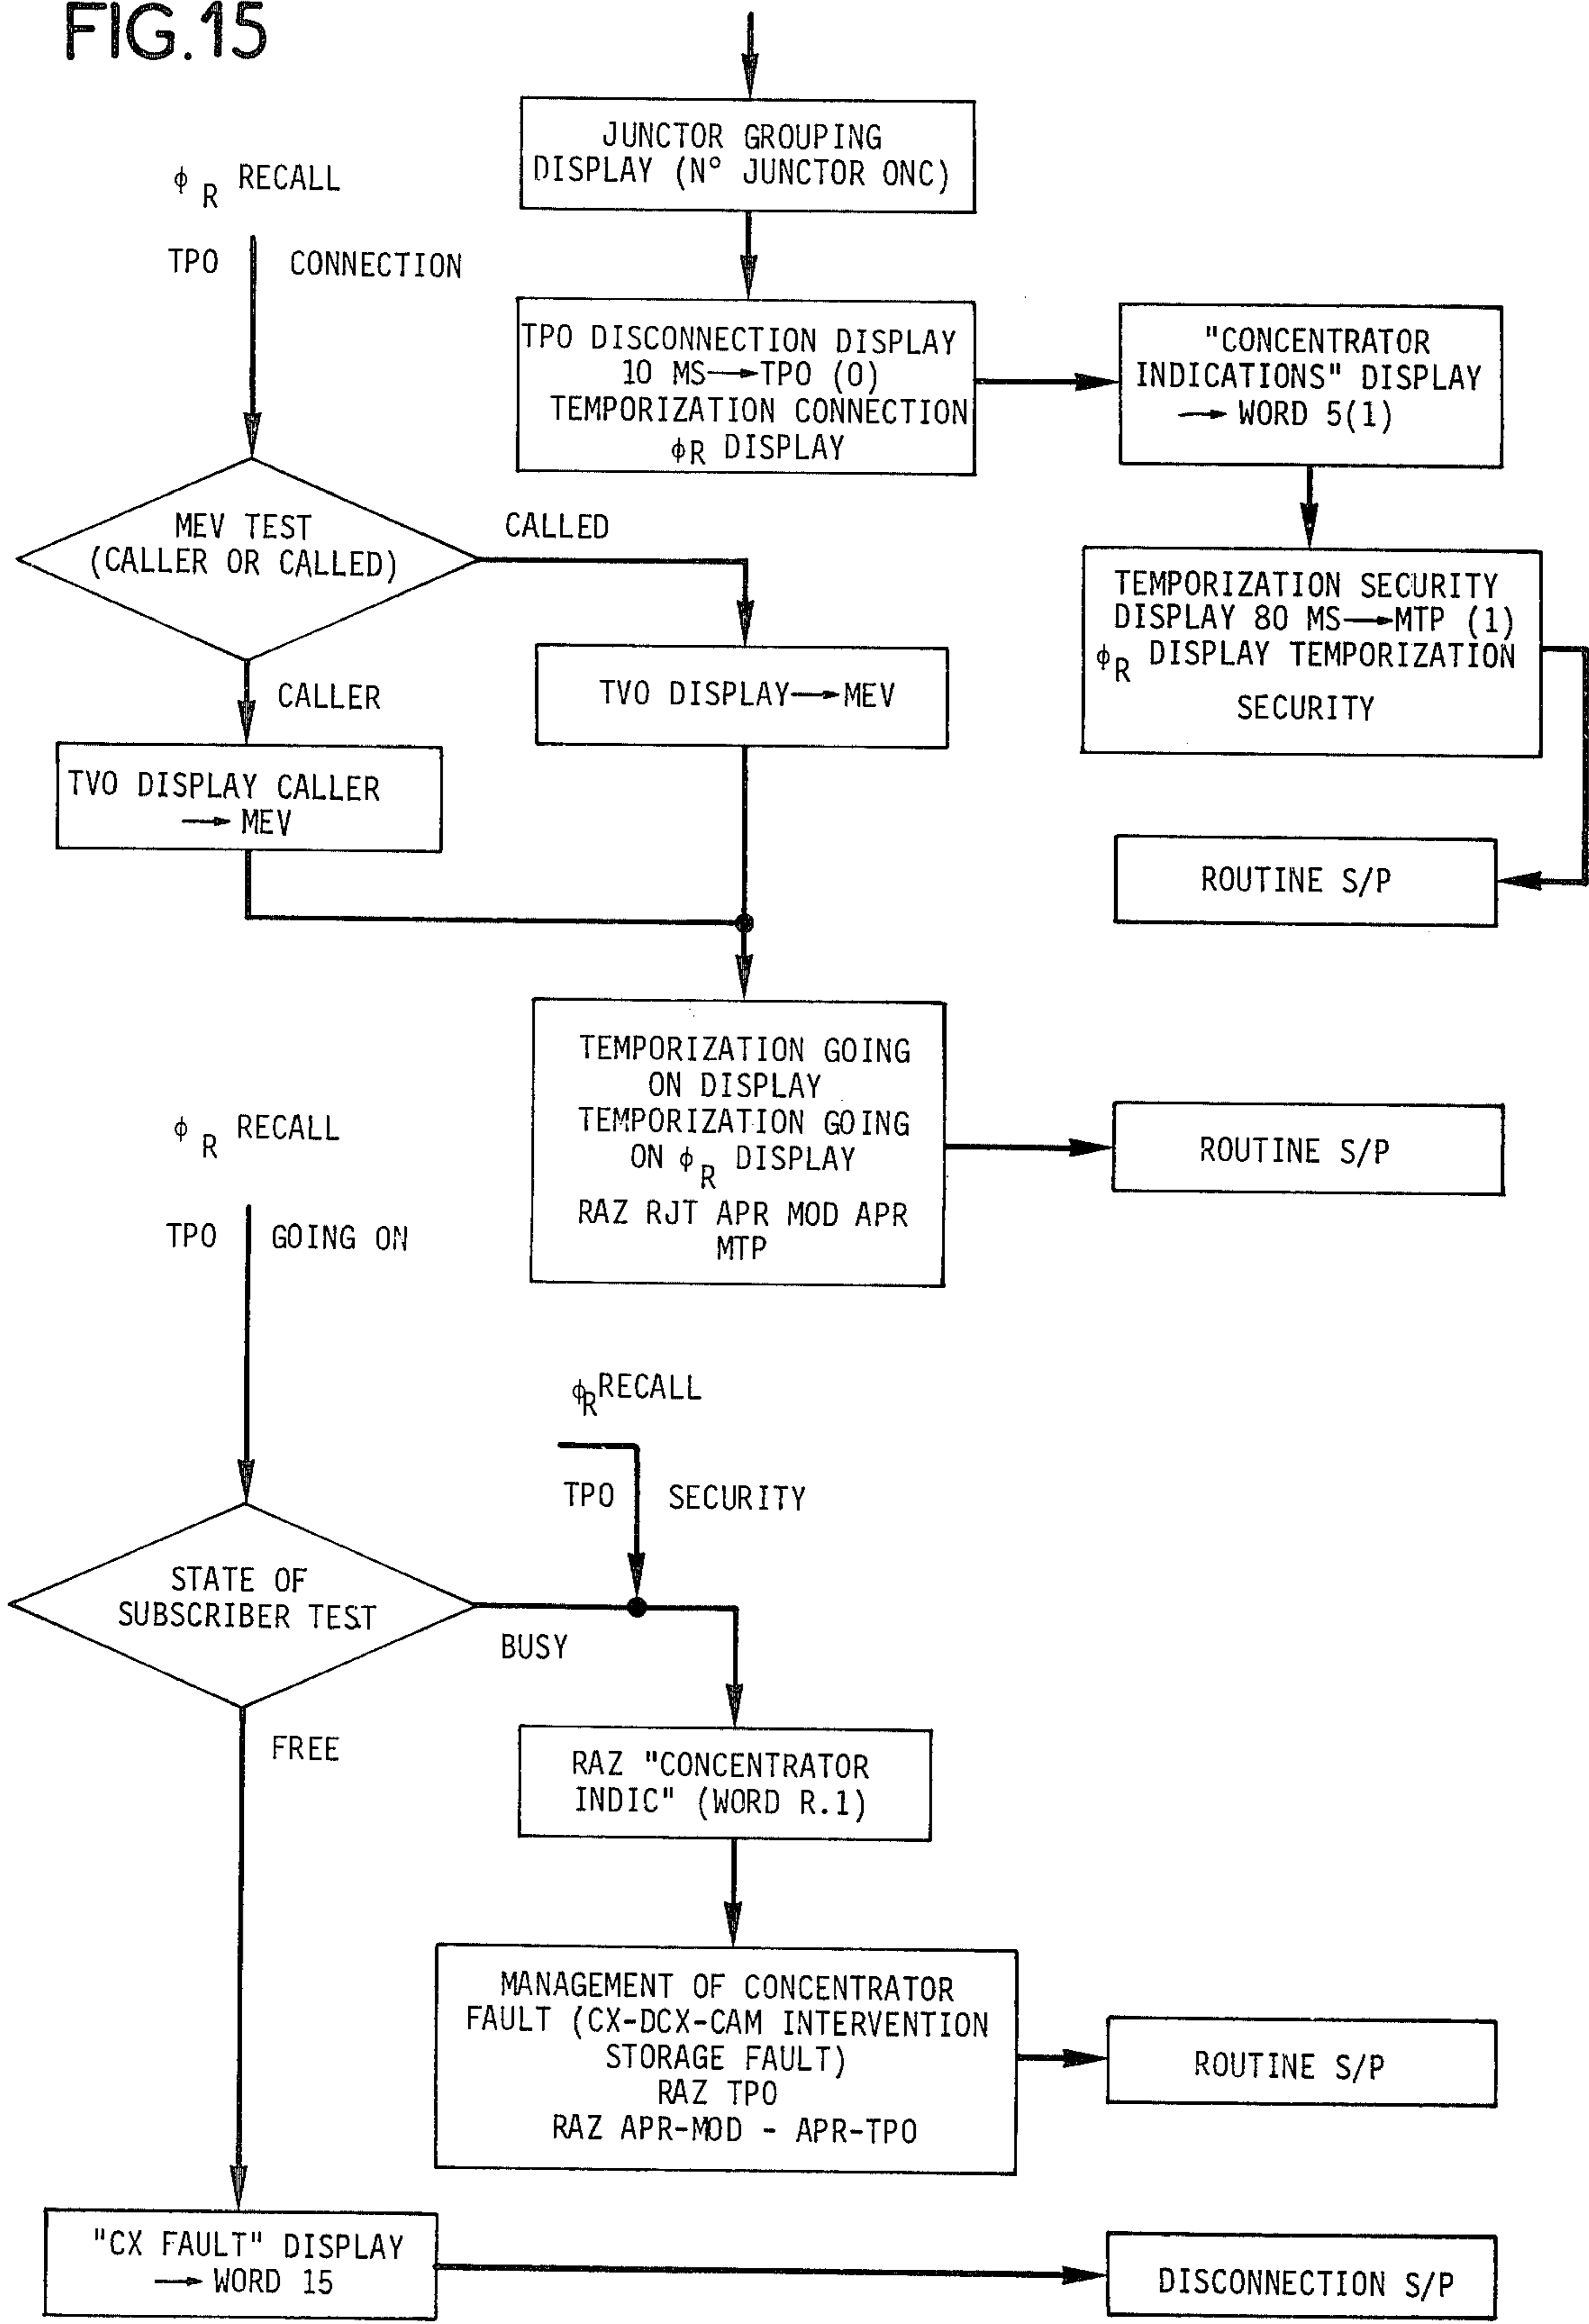 FIG.15
JUNCTOR GROUPING
DISPLAY (N° JUNCTOR ONC)
ϕR RECALL
TPO CONNECTION
TPO DISCONNECTION DISPLAY
10 MS→TPO (0)
TEMPORIZATION CONNECTION
ϕR DISPLAY
"CONCENTRATOR
INDICATIONS" DISPLAY
→ WORD 5(1)
MEV TEST
(CALLER OR CALLED)
CALLED
TEMPORIZATION SECURITY
DISPLAY 80 MS→MTP (1)
ϕR DISPLAY TEMPORIZATION
SECURITY
CALLER
TVO DISPLAY→MEV
TVO DISPLAY CALLER
→ MEV
ROUTINE S/P
TEMPORIZATION GOING
ON DISPLAY
TEMPORIZATION GOING
ON ϕR DISPLAY
RAZ RJT APR MOD APR
MTP
ROUTINE S/P
ϕR RECALL
TPO GOING ON
ϕR RECALL
TPO SECURITY
STATE OF
SUBSCRIBER TEST
BUSY
FREE
RAZ "CONCENTRATOR
INDIC" (WORD R.1)
MANAGEMENT OF CONCENTRATOR
FAULT (CX-DCX-CAM INTERVENTION
STORAGE FAULT)
RAZ TPO
RAZ APR-MOD - APR-TPO
ROUTINE S/P
"CX FAULT" DISPLAY
→ WORD 15
DISCONNECTION S/P